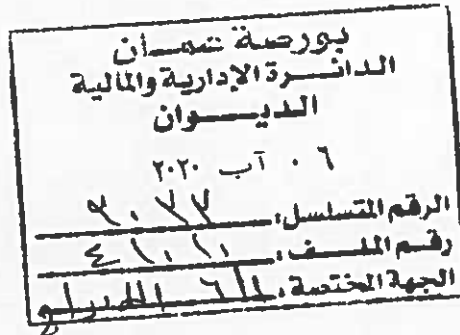 بورصة عمان
الدائرة الإدارية والمالية
الديوان
٠٦ آب ٢٠٢٠
الرقم المتسلسل:
رقم الملف:
الجهة المختصة: